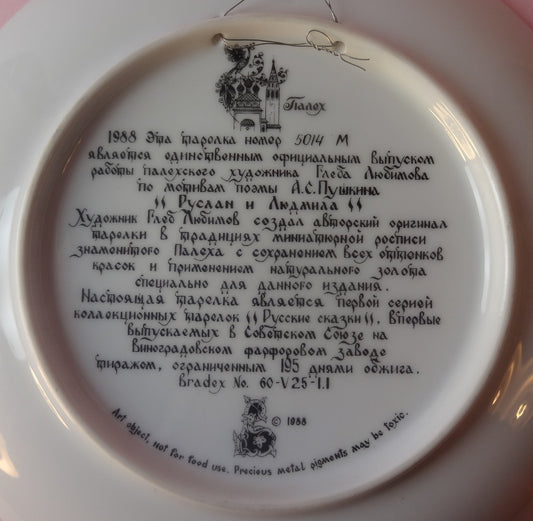 Палех
1988 Эта тарелка номер 5014 М
является единственным официальным выпуском
работы палехского художника Глеба Любимова
по мотивам поэмы А.С.Пушкина
"Руслан и Людмила"
Художник Глеб Любимов создал авторский оригинал
тарелки в традициях миниатюрной росписи
знаменитого Палеха с сохранением всех оттенков
красок и применением натурального золота
специально для данного издания.
Настоящая тарелка является первой серией
коллекционных тарелок "Русские сказки", впервые
выпускаемых в Советском Союзе на
Виноградовском фарфоровом заводе
тиражом, ограниченным 195 днями обжига.
Bradex No. 60-V25-1.1
© 1988
Art object, not for food use. Precious metal pigments may be toxic.